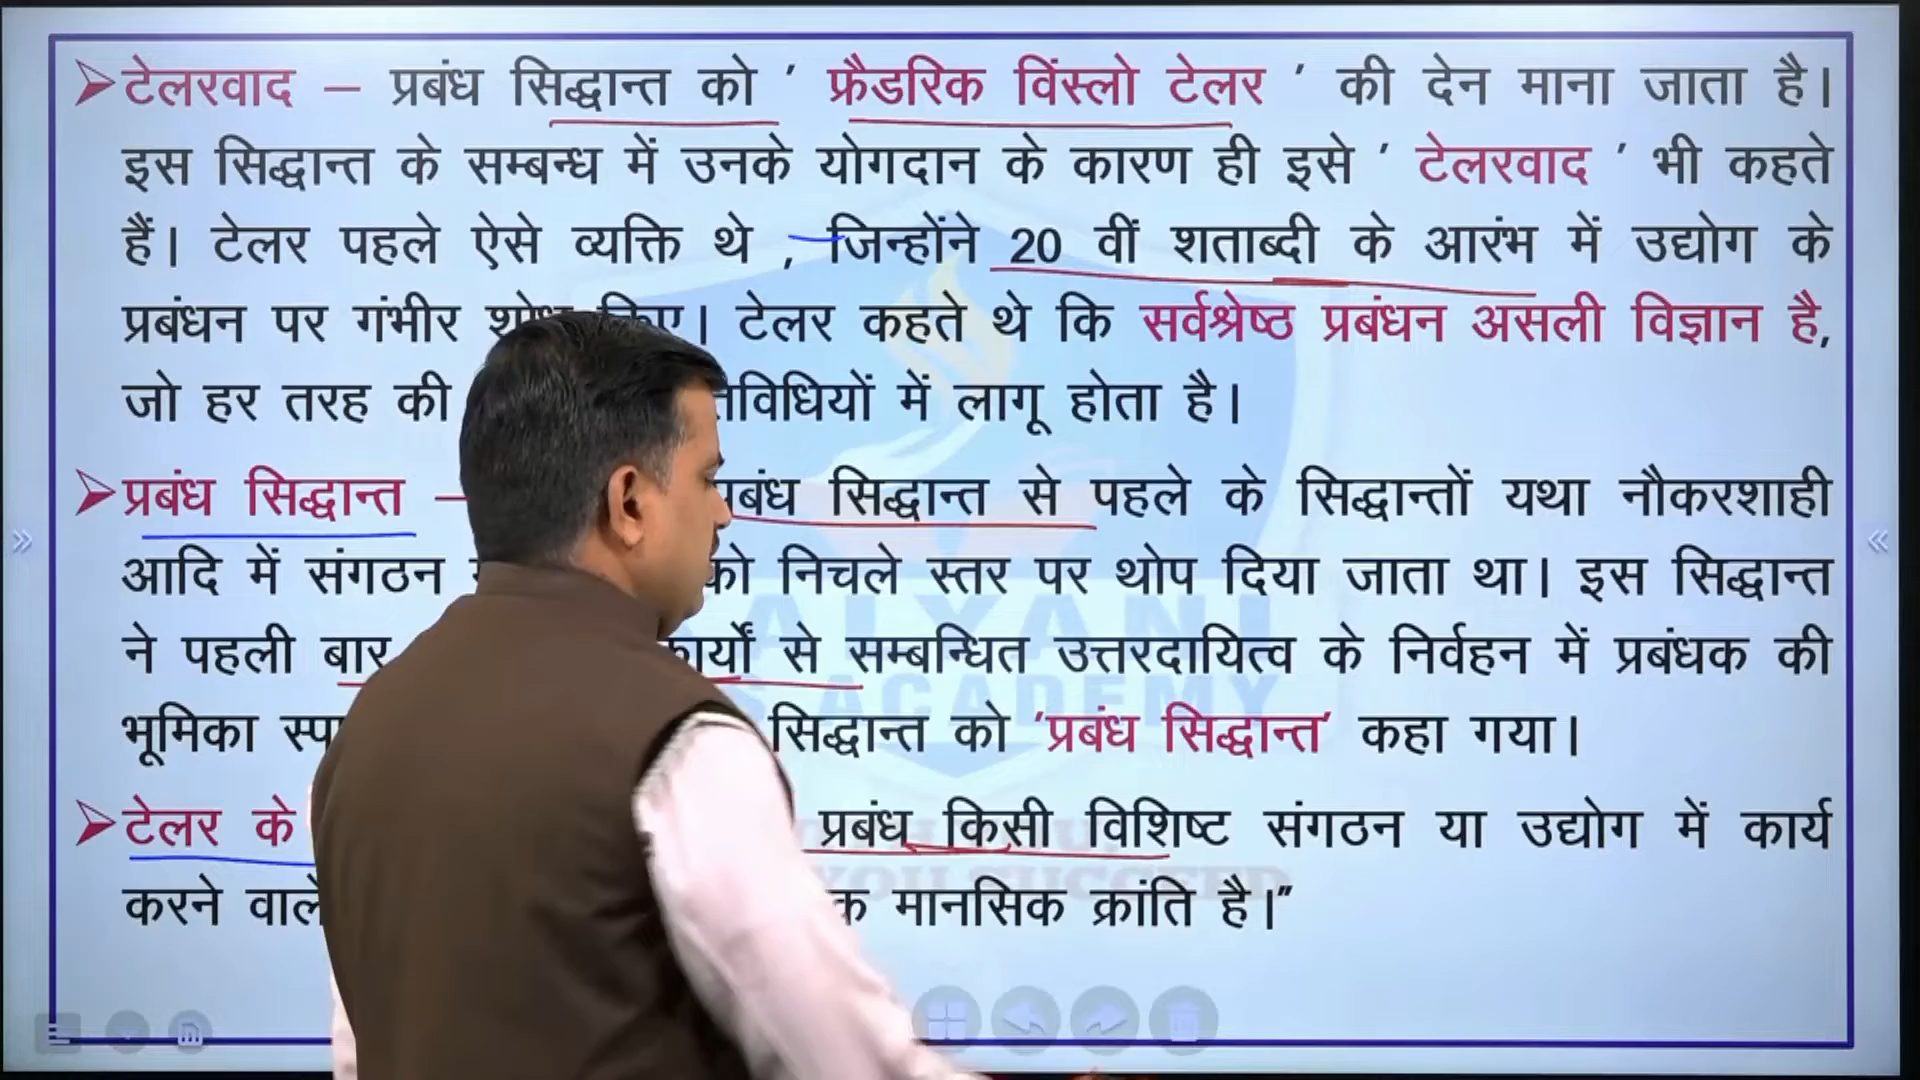 ➢टेलरवाद – प्रबंध सिद्धान्त को ’ फ्रैडरिक विंस्लो टेलर ’ की देन माना जाता है।
इस सिद्धान्त के सम्बन्ध में उनके योगदान के कारण ही इसे ’ टेलरवाद ’ भी कहते
हैं। टेलर पहले ऐसे व्यक्ति थे , जिन्होंने 20 वीं शताब्दी के आरंभ में उद्योग के
प्रबंधन पर गंभीर शोध किए। टेलर कहते थे कि सर्वश्रेष्ठ प्रबंधन असली विज्ञान है,
जो हर तरह की में लागू होता है।
➢प्रबंध सिद्धान्त – सिद्धान्त से पहले के सिद्धान्तों यथा नौकरशाही
आदि में संगठन को निचले स्तर पर थोप दिया जाता था। इस सिद्धान्त
ने पहली बार से सम्बन्धित उत्तरदायित्व के निर्वहन में प्रबंधक की
भूमिका सिद्धान्त को ’प्रबंध सिद्धान्त’ कहा गया।
➢टेलर के प्रबंध किसी विशिष्ट संगठन या उद्योग में कार्य
करने वाले मानसिक क्रांति है।”